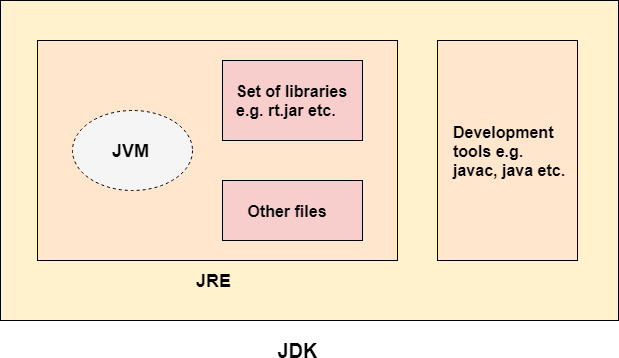 Set of libraries
e.g. rt.jar etc.
JVM
Development
tools e.g.
javac, java etc.
Other files
JRE
JDK